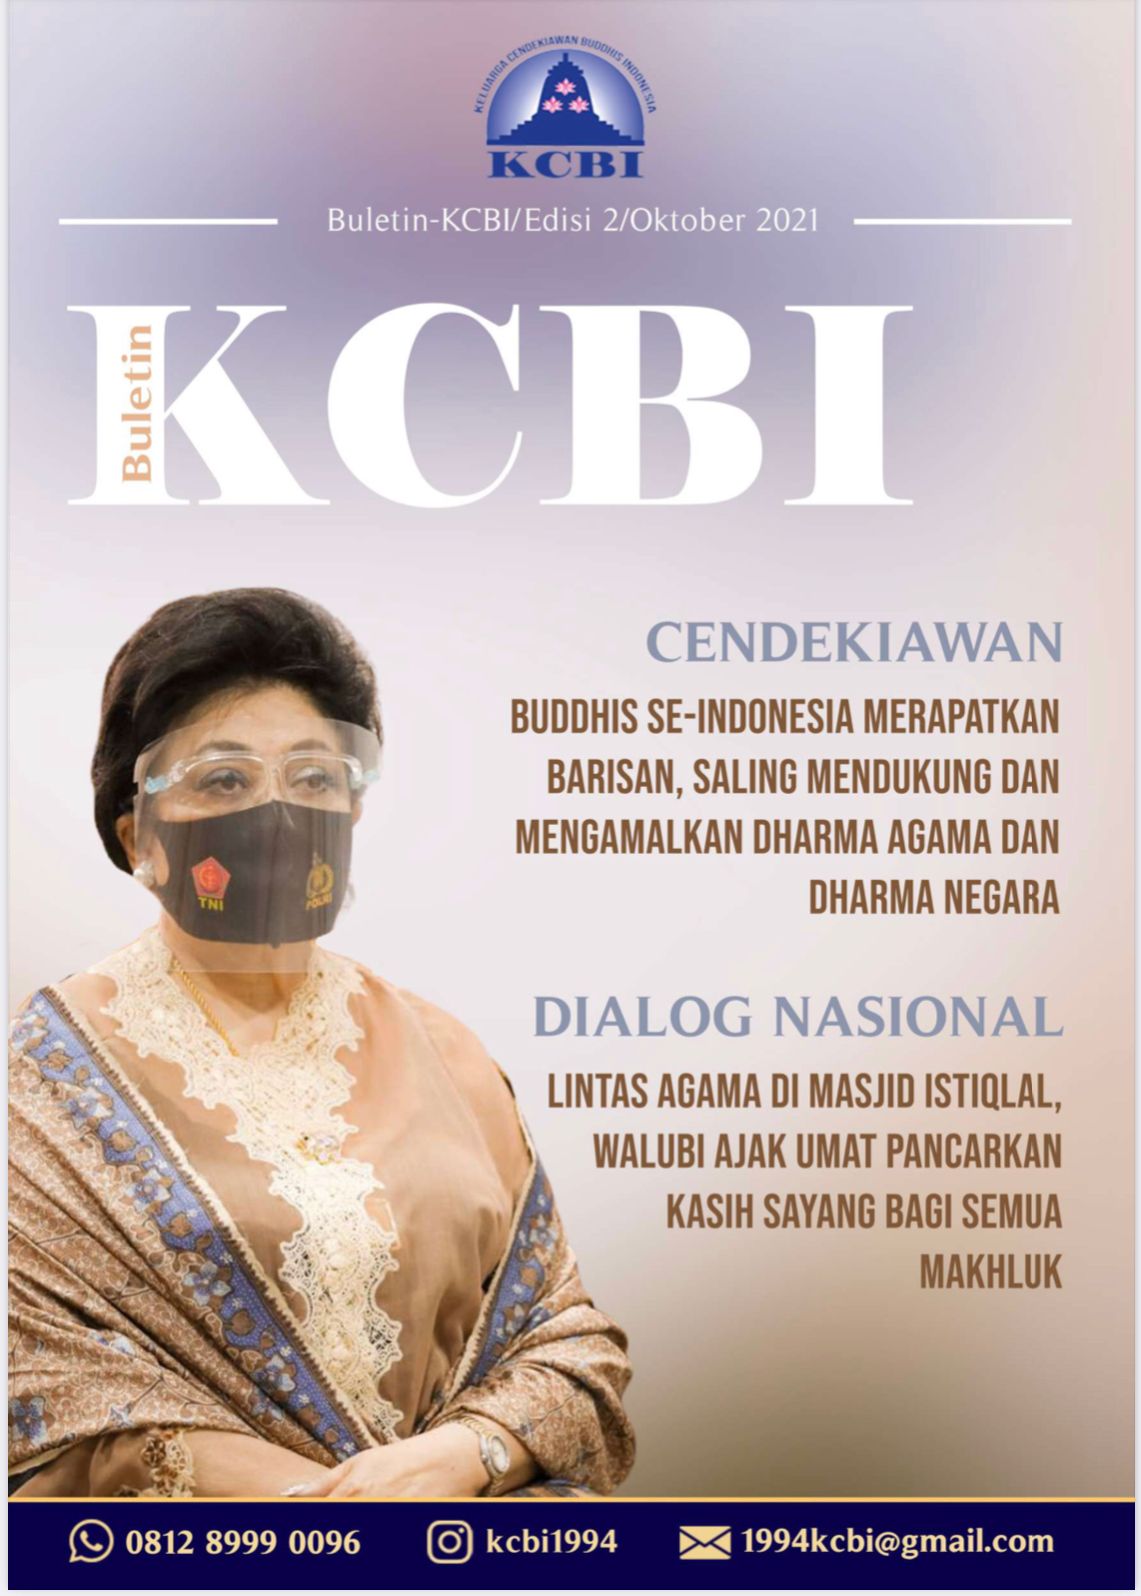 KELUARGA CENDEKIAWAN BUDDHIS INDONESIA
KCBI
Buletin-KCBI/Edisi 2/Oktober 2021
Buletin
KCBI
CENDEKIAWAN
BUDDHIS SE-INDONESIA MERAPATKAN
BARISAN, SALING MENDUKUNG DAN
MENGAMALKAN DHARMA AGAMA DAN
DHARMA NEGARA
TNI
POLRI
DIALOG NASIONAL
LINTAS AGAMA DI MASJID ISTIQLAL,
WALUBI AJAK UMAT PANCARKAN
KASIH SAYANG BAGI SEMUA
MAKHLUK
0812 8999 0096
kcbi1994
1994kcbi@gmail.com